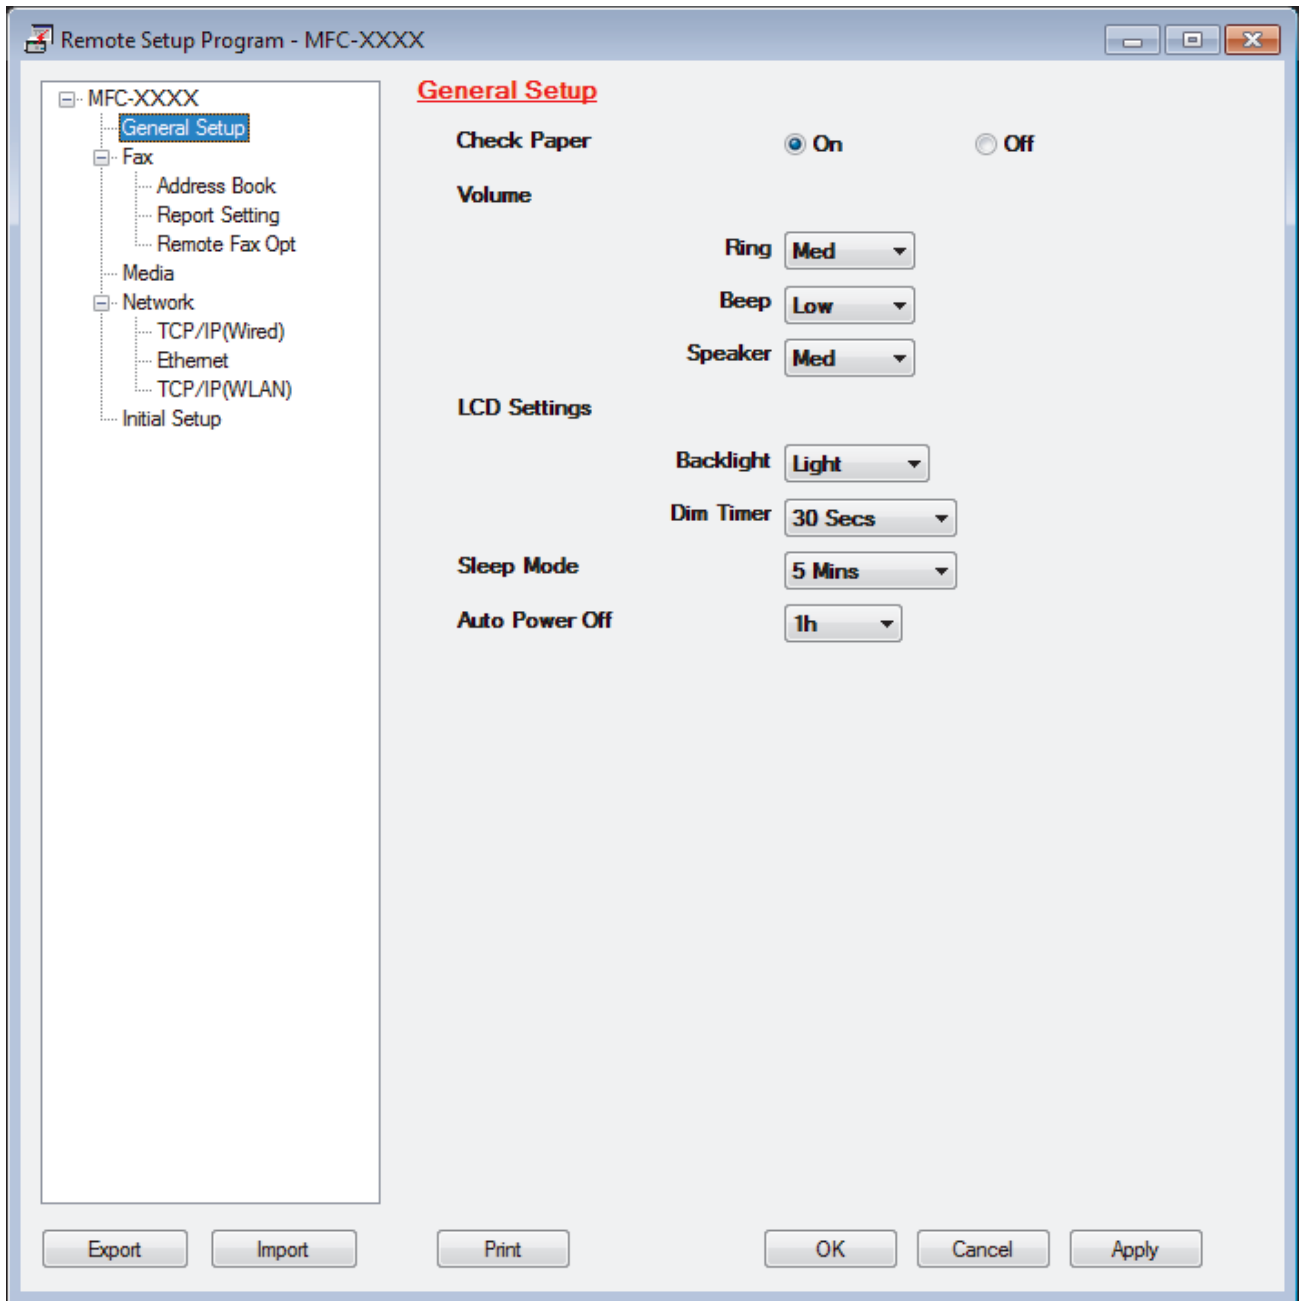 Remote Setup Program - MFC-XXXX
MFC-XXXX
General Setup
Fax
Address Book
Report Setting
Remote Fax Opt
Media
Network
TCP/IP(Wired)
Ethernet
TCP/IP(WLAN)
Initial Setup
General Setup
Check Paper On Off
Volume
Ring Med
Beep Low
Speaker Med
LCD Settings
Backlight Light
Dim Timer 30 Secs
Sleep Mode 5 Mins
Auto Power Off 1h
Export Import Print OK Cancel Apply